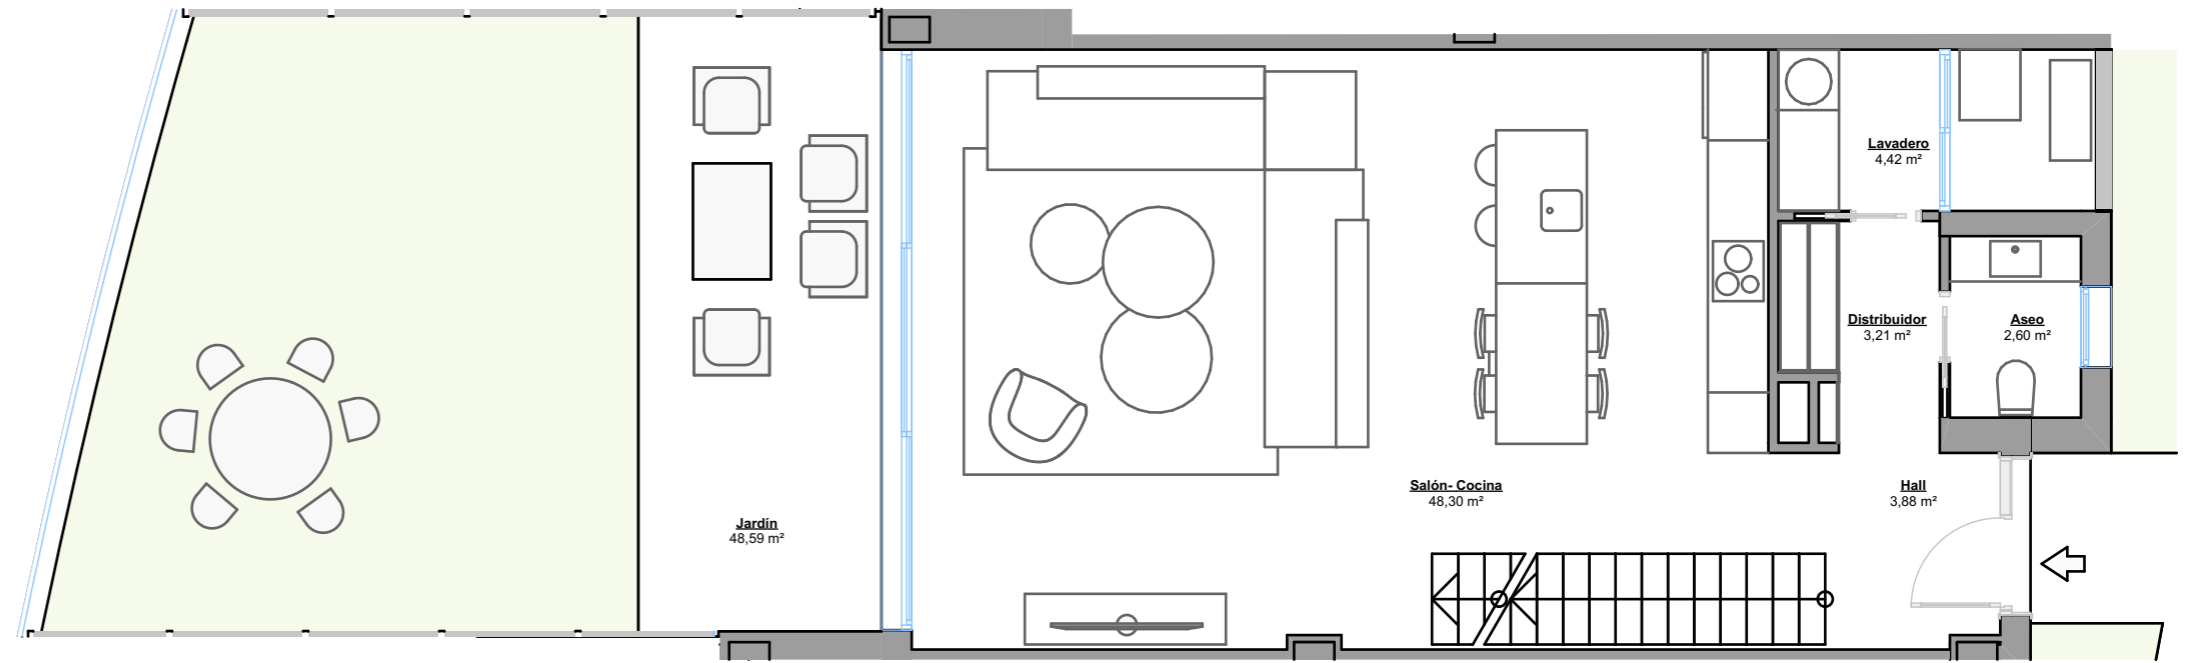 Lavadero
4,42 m²
Distribuidor
3,21 m²
Aseo
2,60 m²
Salón- Cocina
48,30 m²
Hall
3,88 m²
Jardín
48,59 m²